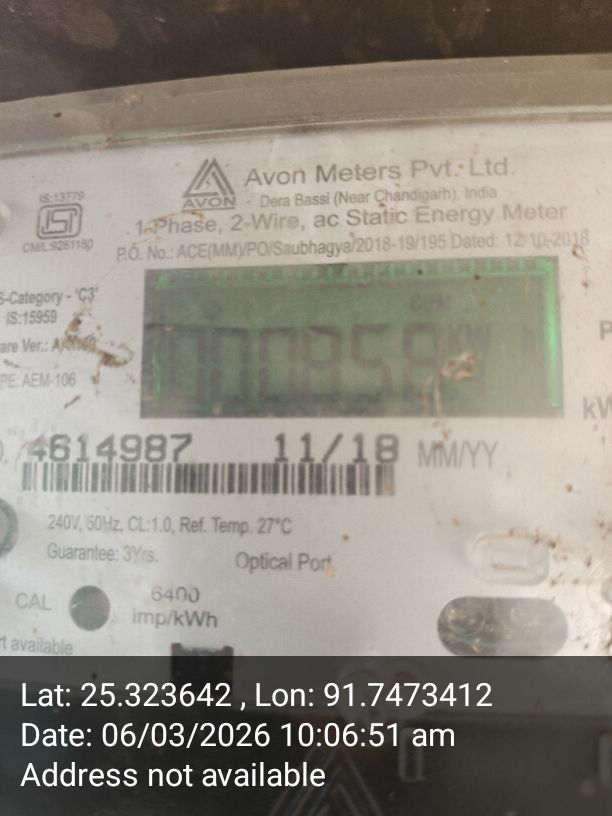 Avon Meters Pvt. Ltd.
AVON
- Dera Bassi (Near Chandigarh), India
IS:13779
1-Phase, 2-Wire, ac Static Energy Meter
CM/L:9261180
P.O. No.: ACE(MM)/PO/Saubhagya/2018-19/195 Dated: 12-10-2018
S-Category - 'C3'
IS:15959
are Ver.:
PE: AEM-106
4614987 11/18 MM/YY
240V, 50Hz, CL:1.0, Ref. Temp. 27°C
Guarantee: 3Yrs.
Optical Port
CAL
6400
imp/kWh
rt available
Lat: 25.323642 , Lon: 91.7473412
Date: 06/03/2026 10:06:51 am
Address not available